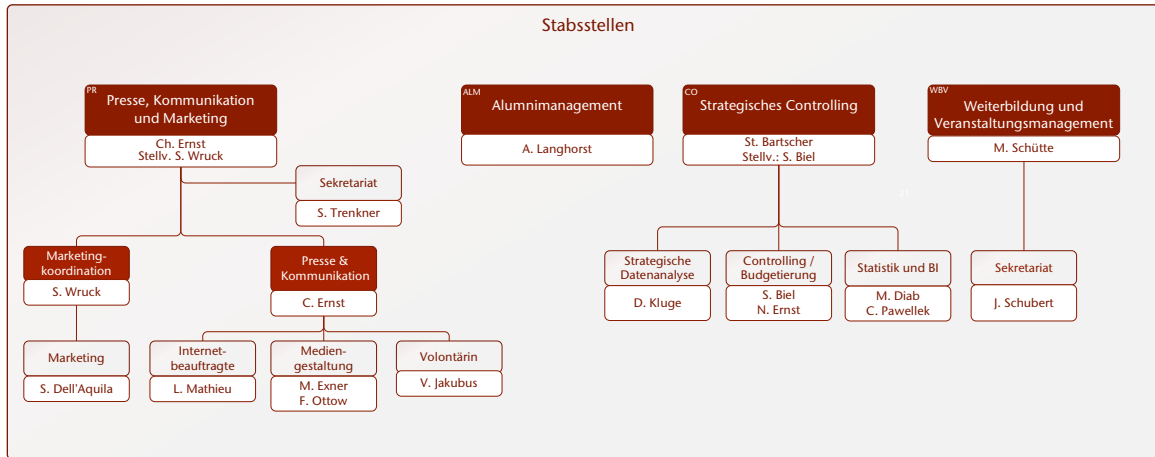 Stabsstellen
PR
Presse, Kommunikation
und Marketing
Ch. Ernst
Stellv. S. Wruck
ALM
Alumnimanagement
A. Langhorst
CO
Strategisches Controlling
St. Bartscher
Stellv.: S. Biel
WBV
Weiterbildung und
Veranstaltungsmanagement
M. Schütte
Sekretariat
S. Trenkner
Marketing-
koordination
S. Wruck
Presse &
Kommunikation
C. Ernst
Strategische
Datenanalyse
D. Kluge
Controlling /
Budgetierung
S. Biel
N. Ernst
Statistik und BI
M. Diab
C. Pawellek
Sekretariat
J. Schubert
Marketing
S. Dell'Aquila
Internet-
beauftragte
L. Mathieu
Medien-
gestaltung
M. Exner
F. Ottow
Volontärin
V. Jakubus